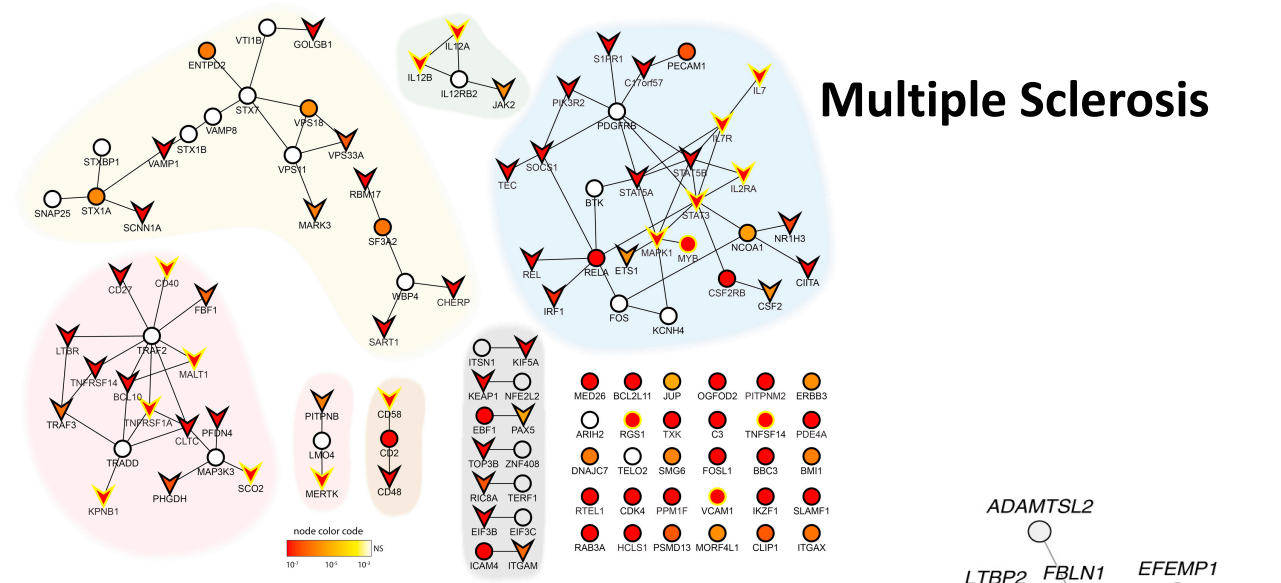 Multiple Sclerosis
VTI1B
GOLGB1
ENTPD2
STX7
VAMP8
VPS18
STX1B
VPS33A
STXBP1
VAMP1
VPS11
RBM17
SNAP25
STX1A
SCNN1A
MARK3
SF3A2
WBP4
CHERP
SART1
IL12A
IL12B
IL12RB2
JAK2
S1PR1
C17orf57
PECAM1
IL7
PIK3R2
PDGFRB
IL7R
SOCS1
TEC
STAT5A
STAT5B
IL2RA
BTK
STAT3
MAPK1
MYB
NCOA1
NR1H3
REL
RELA
ETS1
CIITA
IRF1
CSF2RB
CSF2
FOS
KCNH4
CD27
CD40
FBF1
LTBR
TRAF2
TNFRSF14
MALT1
BCL10
TRAF3
TNFRSF1A
CLTC
PFDN4
TRADD
MAP3K3
KPNB1
PHGDH
SCO2
PITPNB
LMO4
MERTK
CD58
CD2
CD48
ITSN1 KIF5A
KEAP1 NFE2L2
EBF1 PAX5
TOP3B ZNF408
RIC8A TERF1
EIF3B EIF3C
ICAM4 ITGAM
MED26 BCL2L11 JUP OGFOD2 PITPNM2 ERBB3
ARIH2 RGS1 TXK C3 TNFSF14 PDE4A
DNAJC7 TELO2 SMG6 FOSL1 BBC3 BMI1
RTEL1 CDK4 PPM1F VCAM1 IKZF1 SLAMF1
RAB3A HCLS1 PSMD13 MORF4L1 CLIP1 ITGAX
node color code
NS
10⁻⁷ 10⁻⁵ 10⁻³
ADAMTSL2
LTBP2 FBLN1 EFEMP1